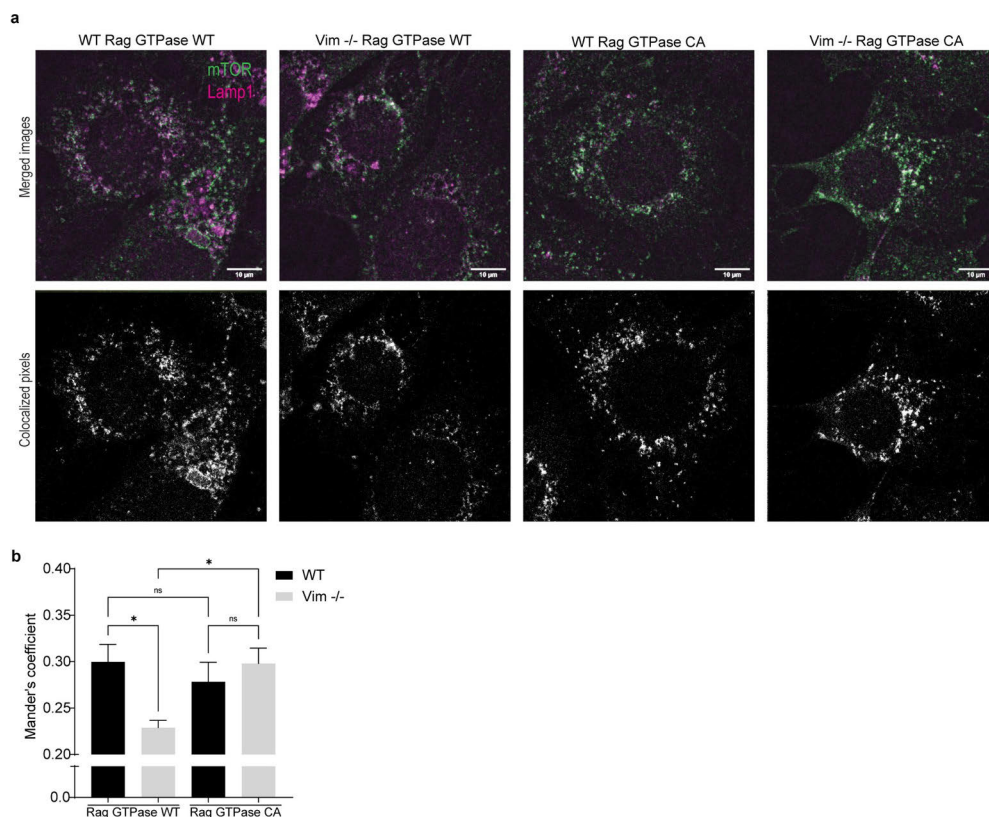 a
WT Rag GTPase WT
Vim -/- Rag GTPase WT
WT Rag GTPase CA
Vim -/- Rag GTPase CA
Merged images
mTOR
Lamp1
10 µm
10 µm
10 µm
10 µm
Colocalized pixels
b
Mander's coefficient
0.40
0.35
0.30
0.25
0.20
0.0
*
ns
*
ns
WT
Vim -/-
Rag GTPase WT
Rag GTPase CA